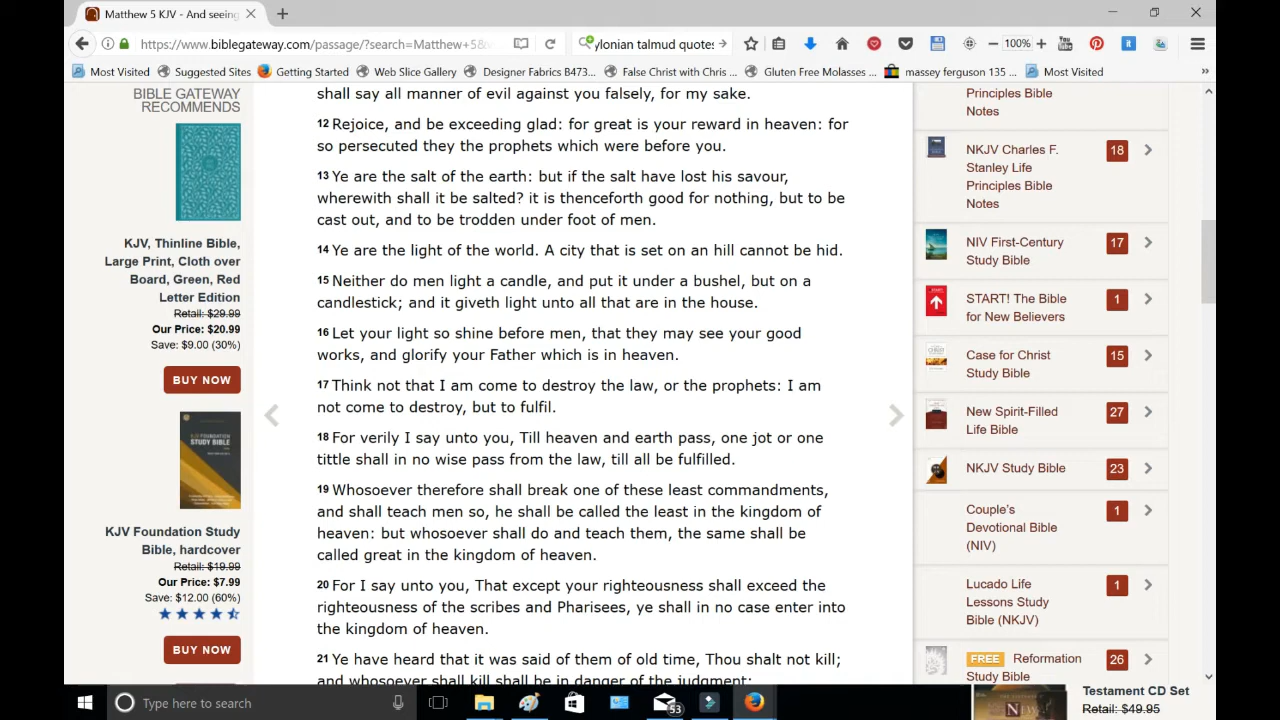 Matthew 5 KJV - And seeing
https://www.biblegateway.com/passage/?search=Matthew+5&
ylonian talmud quotes
100%
You Tube
Most Visited
Suggested Sites
Getting Started
Web Slice Gallery
Designer Fabrics B473...
False Christ with Chris ...
Gluten Free Molasses ...
massey ferguson 135 ...
Most Visited
BIBLE GATEWAY
RECOMMENDS
KJV, Thinline Bible,
Large Print, Cloth over
Board, Green, Red
Letter Edition
Retail: $29.99
Our Price: $20.99
Save: $9.00 (30%)
BUY NOW
KJV FOUNDATION
STUDY BIBLE
KJV Foundation Study
Bible, hardcover
Retail: $19.99
Our Price: $7.99
Save: $12.00 (60%)
BUY NOW
shall say all manner of evil against you falsely, for my sake.
12 Rejoice, and be exceeding glad: for great is your reward in heaven: for
so persecuted they the prophets which were before you.
13 Ye are the salt of the earth: but if the salt have lost his savour,
wherewith shall it be salted? it is thenceforth good for nothing, but to be
cast out, and to be trodden under foot of men.
14 Ye are the light of the world. A city that is set on an hill cannot be hid.
15 Neither do men light a candle, and put it under a bushel, but on a
candlestick; and it giveth light unto all that are in the house.
16 Let your light so shine before men, that they may see your good
works, and glorify your Father which is in heaven.
17 Think not that I am come to destroy the law, or the prophets: I am
not come to destroy, but to fulfil.
18 For verily I say unto you, Till heaven and earth pass, one jot or one
tittle shall in no wise pass from the law, till all be fulfilled.
19 Whosoever therefore shall break one of these least commandments,
and shall teach men so, he shall be called the least in the kingdom of
heaven: but whosoever shall do and teach them, the same shall be
called great in the kingdom of heaven.
20 For I say unto you, That except your righteousness shall exceed the
righteousness of the scribes and Pharisees, ye shall in no case enter into
the kingdom of heaven.
21 Ye have heard that it was said of them of old time, Thou shalt not kill;
and whosoever shall kill shall be in danger of the judgment:
Principles Bible
Notes
NKJV Charles F.
Stanley Life
Principles Bible
Notes
18
NIV First-Century
Study Bible
17
START! The Bible
for New Believers
1
Case for Christ
Study Bible
15
New Spirit-Filled
Life Bible
27
NKJV Study Bible
23
Couple's
Devotional Bible
(NIV)
1
Lucado Life
Lessons Study
Bible (NKJV)
1
FREE Reformation
Study Bible
26
Testament CD Set
Retail: $49.95
Type here to search
53